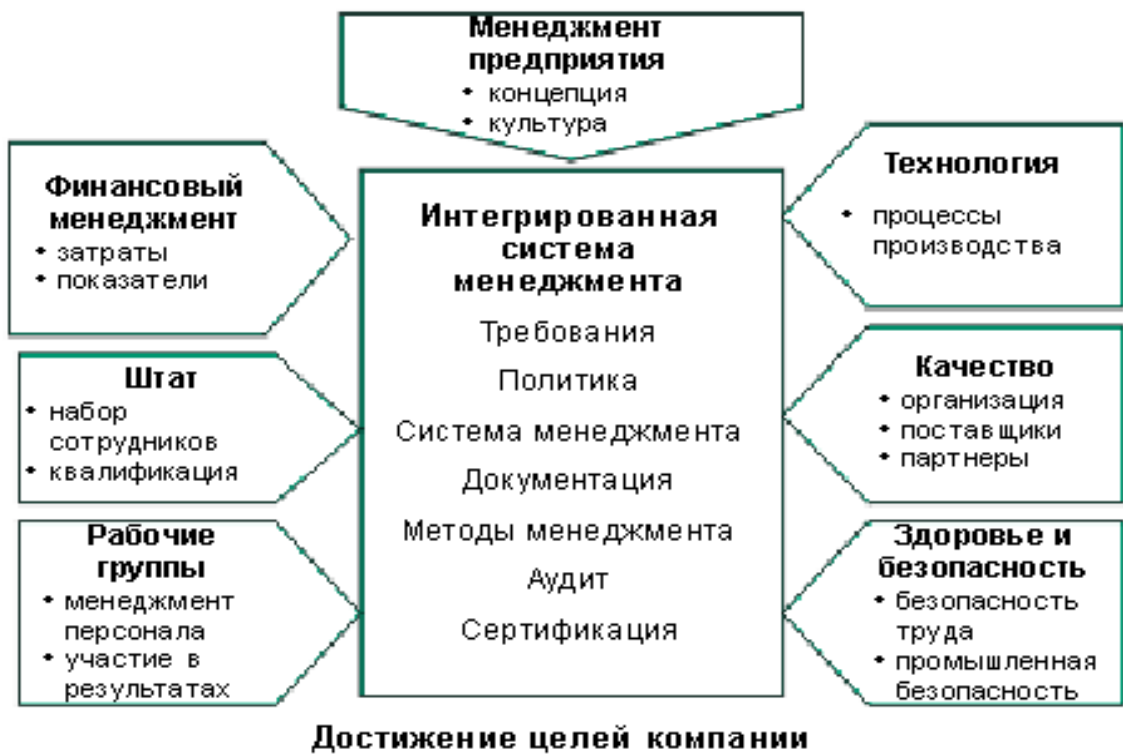 Менеджмент
предприятия
• концепция
• культура
Финансовый
менеджмент
• затраты
• показатели
Штат
• набор
сотрудников
• квалификация
Рабочие
группы
• менеджмент
персонала
• участие в
результатах
Интегрированная
система
менеджмента
Требования
Политика
Система менеджмента
Документация
Методы менеджмента
Аудит
Сертификация
Технология
• процессы
производства
Качество
• организация
• поставщики
• партнеры
Здоровье и
безопасность
• безопасность
труда
• промышленная
безопасность
Достижение целей компании